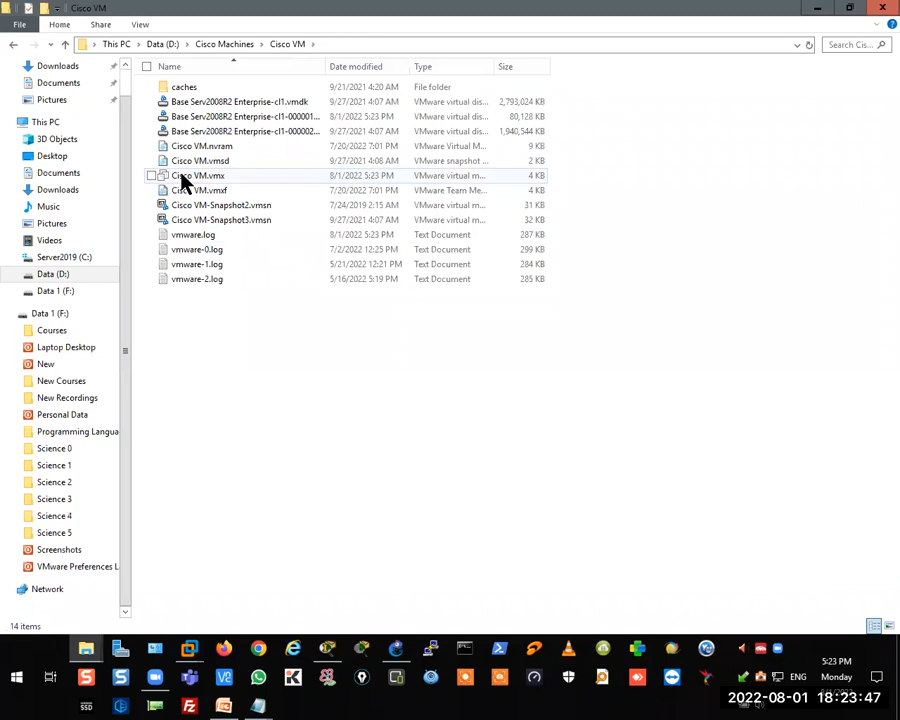 Cisco VM
File Home Share View
This PC Data (D:) Cisco Machines Cisco VM
Search Cis...
Name Date modified Type Size
caches 9/21/2021 4:20 AM File folder
Base Serv2008R2 Enterprise-cl1.vmdk 9/27/2021 4:07 AM VMware virtual dis... 2,793,024 KB
Base Serv2008R2 Enterprise-cl1-000001... 8/1/2022 5:23 PM VMware virtual dis... 80,128 KB
Base Serv2008R2 Enterprise-cl1-000002... 9/27/2021 4:07 AM VMware virtual dis... 1,940,544 KB
Cisco VM.nvram 7/20/2022 7:01 PM VMware Virtual M... 9 KB
Cisco VM.vmsd 9/27/2021 4:08 AM VMware snapshot ... 2 KB
Cisco VM.vmx 8/1/2022 5:23 PM VMware virtual m... 4 KB
Cisco VM.vmxf 7/20/2022 7:01 PM VMware Team Me... 4 KB
Cisco VM-Snapshot2.vmsn 7/24/2019 2:15 AM VMware virtual m... 31 KB
Cisco VM-Snapshot3.vmsn 9/27/2021 4:07 AM VMware virtual m... 32 KB
vmware.log 8/1/2022 5:23 PM Text Document 287 KB
vmware-0.log 7/2/2022 12:25 PM Text Document 299 KB
vmware-1.log 5/21/2022 12:21 PM Text Document 284 KB
vmware-2.log 5/16/2022 5:19 PM Text Document 285 KB
Downloads
Documents
Pictures
This PC
3D Objects
Desktop
Documents
Downloads
Music
Pictures
Videos
Server2019 (C:)
Data (D:)
Data 1 (F:)
Data 1 (F:)
Courses
Laptop Desktop
New
New Courses
New Recordings
Personal Data
Programming Langua
Science 0
Science 1
Science 2
Science 3
Science 4
Science 5
Screenshots
VMware Preferences L
Network
14 items
ENG
5:23 PM
Monday
2022-08-01 18:23:47
SSD